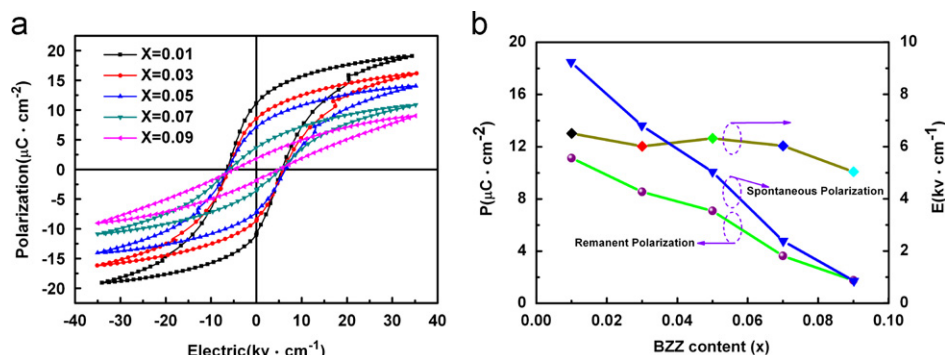 a
Polarization(μC · cm-2)
20
15
10
5
0
-5
-10
-15
-20
X=0.01
X=0.03
X=0.05
X=0.07
X=0.09
-40 -30 -20 -10 0 10 20 30 40
Electric(kv · cm-1)
b
P(μC · cm-2)
20
16
12
8
4
0
Spontaneous Polarization
Remanent Polarization
10
8
6
4
2
0
E(kv · cm-1)
0.00 0.02 0.04 0.06 0.08 0.10
BZZ content (x)